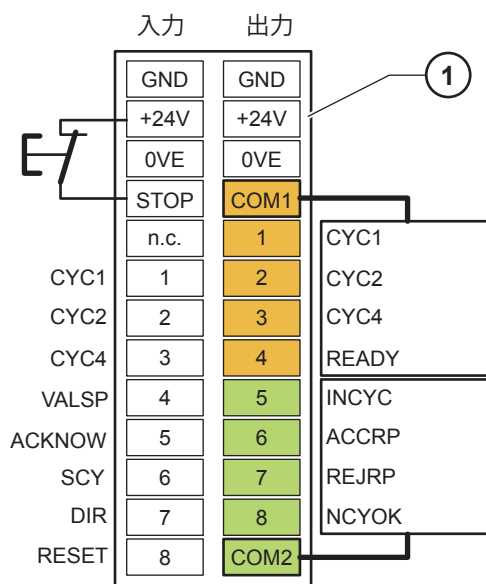 入力 出力
GND GND
1
+24V +24V
0VE 0VE
STOP COM1
n.c. 1 CYC1
CYC1 1 2 CYC2
CYC2 2 3 CYC4
CYC4 3 4 READY
VALSP 4 5 INCYC
ACKNOW 5 6 ACCRP
SCY 6 7 REJRP
DIR 7 8 NCYOK
RESET 8 COM2